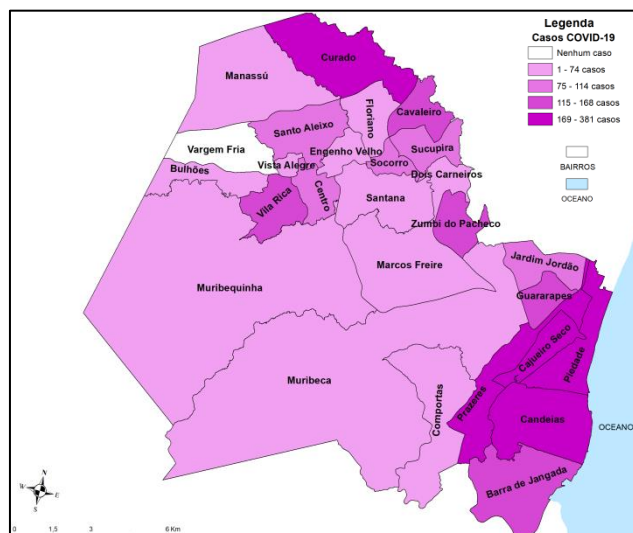 Legenda
Casos COVID-19
Nenhum caso
1 - 74 casos
75 - 114 casos
115 - 168 casos
169 - 381 casos
BAIRROS
OCEANO
Curado
Manassú
Floriano
Cavaleiro
Santo Aleixo
Vargem Fria
Engenho Velho
Sucupira
Vista Alegre
Socorro
Bulhões
Dois Carneiros
Vila Rica
Centro
Santana
Zumbi do Pacheco
Jardim Jordão
Marcos Freire
Muribequinha
Guararapes
Cajueiro Seco
Piedade
Muribeca
Comportas
Prazeres
Candeias
OCEANO
Barra de Jangada
N
W E
S
0 1,5 3 6 Km